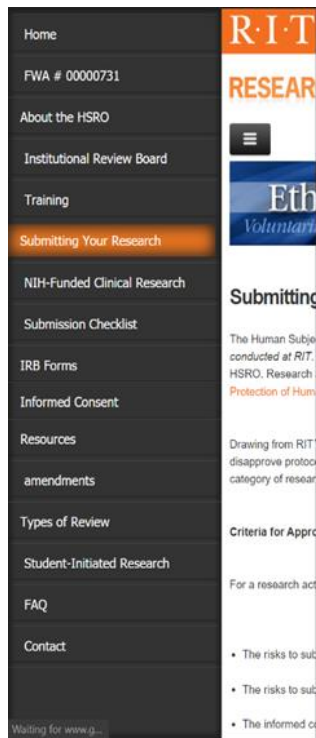 Home
FWA # 00000731
About the HSRO
Institutional Review Board
Training
Submitting Your Research
NIH-Funded Clinical Research
Submission Checklist
IRB Forms
Informed Consent
Resources
amendments
Types of Review
Student-Initiated Research
FAQ
Contact
Waiting for www.g...
R·I·T
RESEAR
Eth
Voluntari
Submitting
The Human Subje
conducted at RIT.
HSRO. Research
Protection of Hum
Drawing from RIT'
disapprove protoc
category of resear
Criteria for Appro
For a research act
• The risks to sub
• The risks to sub
• The informed co